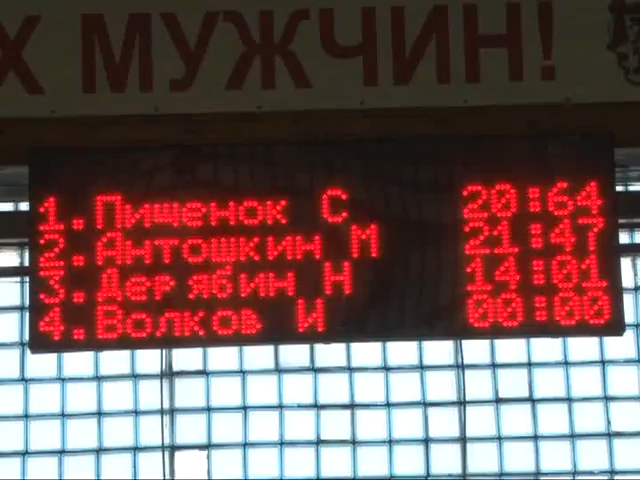 Х МУЖЧИН!
1.Пищенок С 20:64
2.Антошкин М 21:47
3.Дерябин Н 14:01
4.Волков И 00:00